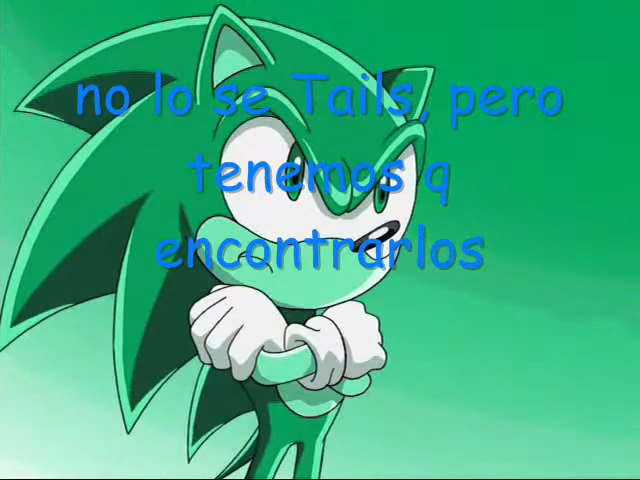 no lo se Tails, pero
tenemos q
encontrarlos